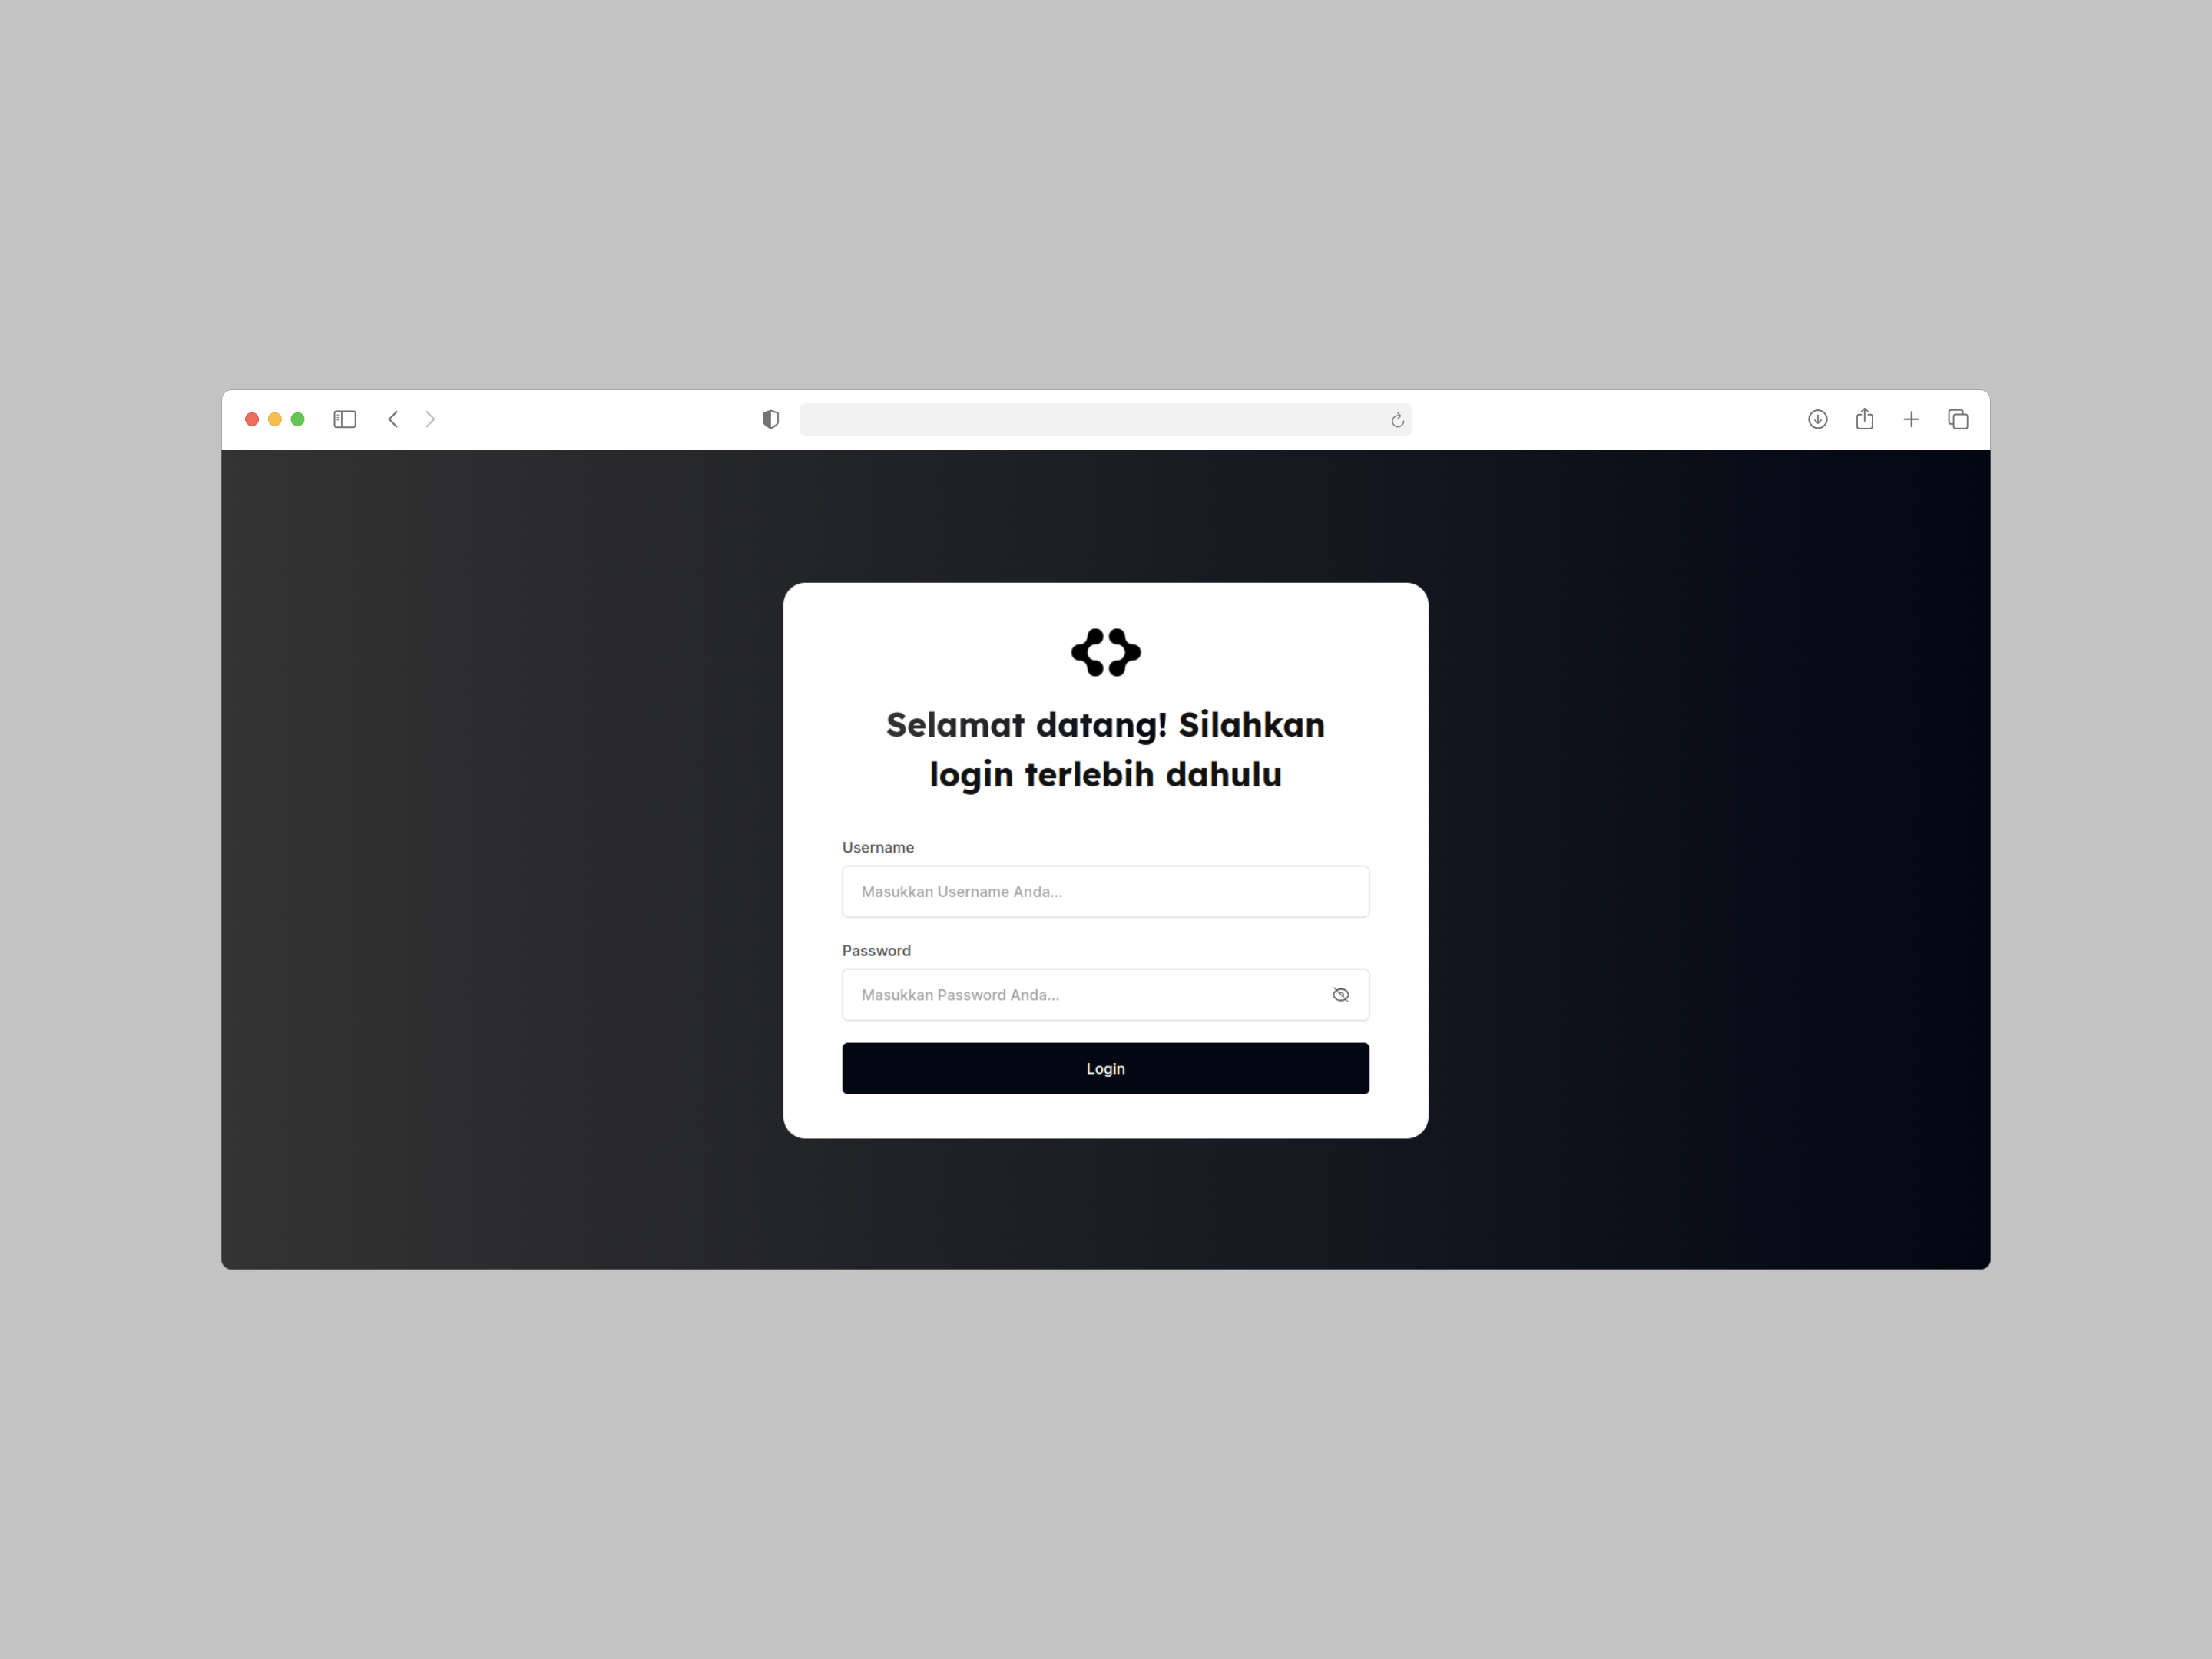 Selamat datang! Silahkan
login terlebih dahulu
Username
Masukkan Username Anda...
Password
Masukkan Password Anda...
Login